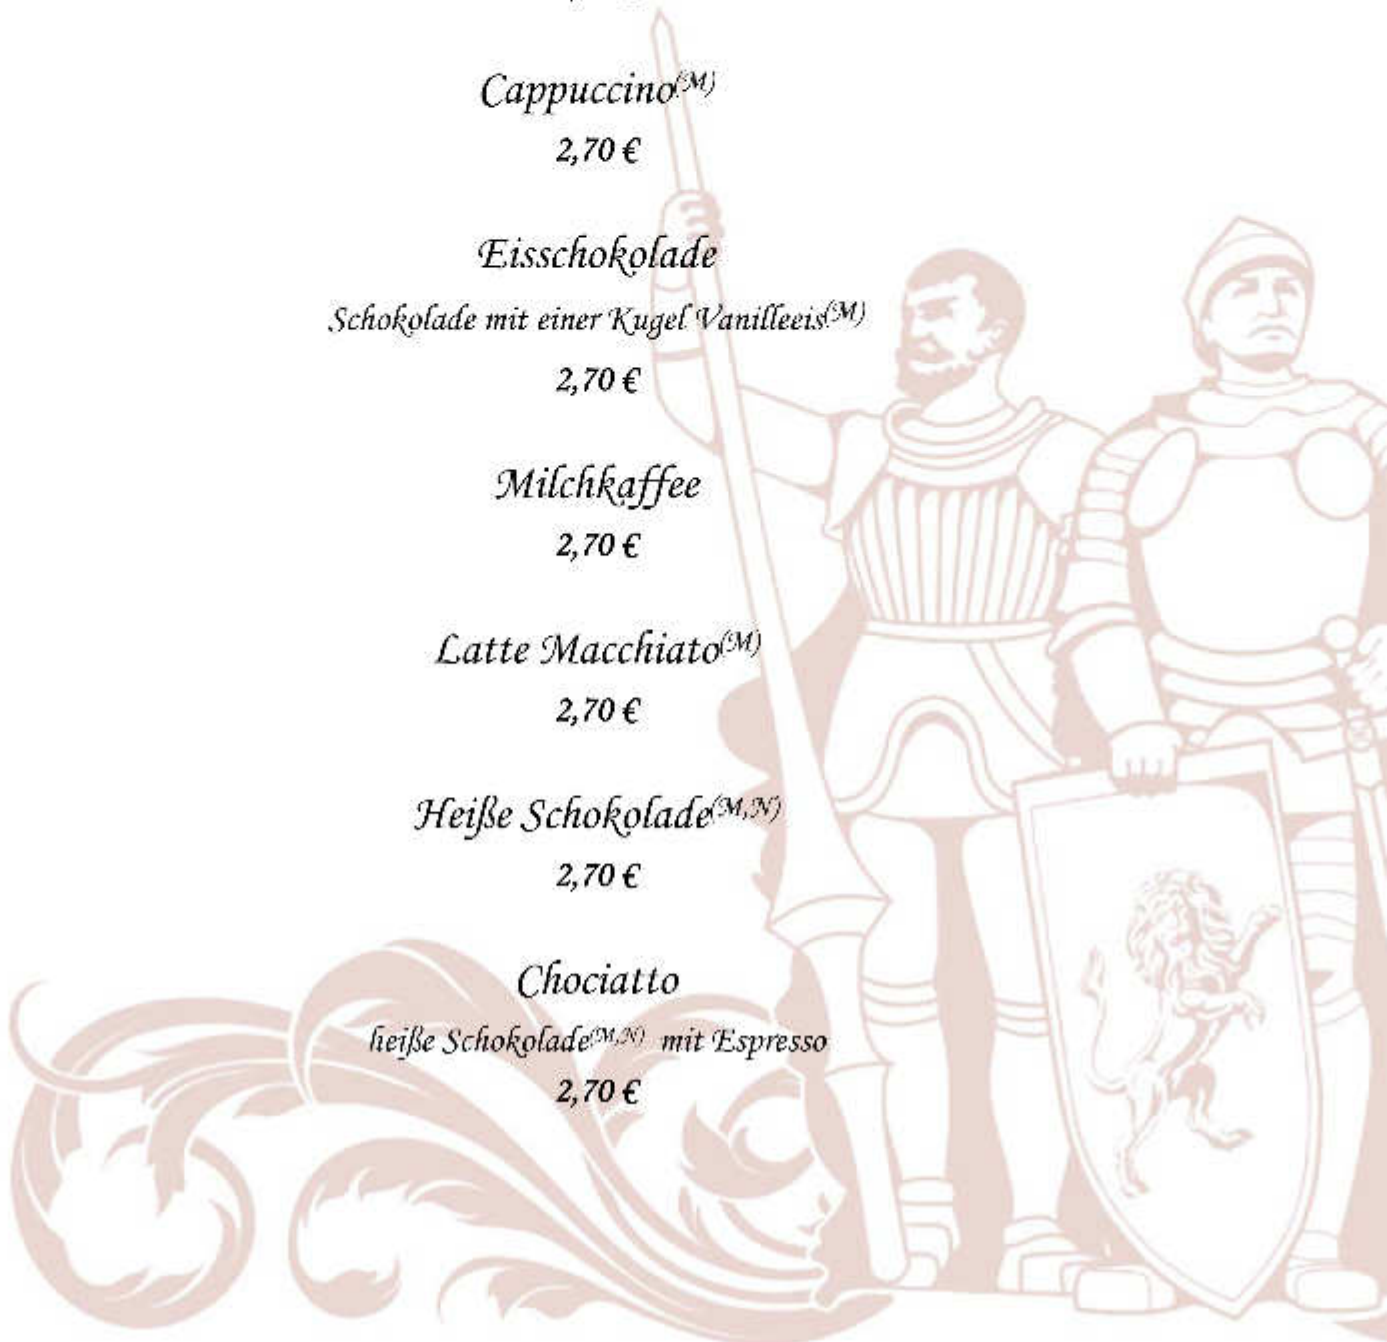 Cappuccino(M)
2,70 €
Eisschokolade
Schokolade mit einer Kugel Vanilleeis(M)
2,70 €
Milchkaffee
2,70 €
Latte Macchiato(M)
2,70 €
Heiße Schokolade(M,N)
2,70 €
Chociatto
heiße Schokolade(M,N) mit Espresso
2,70 €